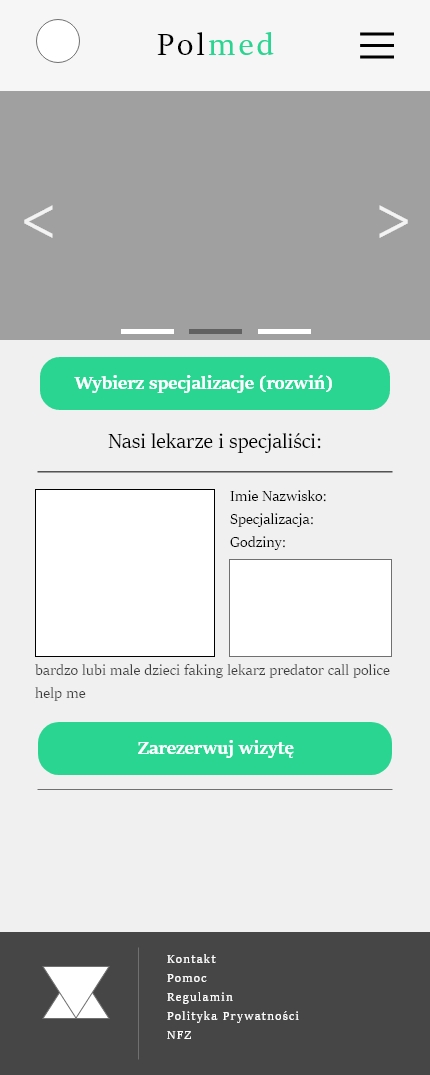 Polmed
< >
Wybierz specjalizacje (rozwiń)
Nasi lekarze i specjaliści:
Imie Nazwisko:
Specjalizacja:
Godziny:
bardzo lubi male dzieci faking lekarz predator call police
help me
Zarezerwuj wizytę
Kontakt
Pomoc
Regulamin
Polityka Prywatności
NFZ